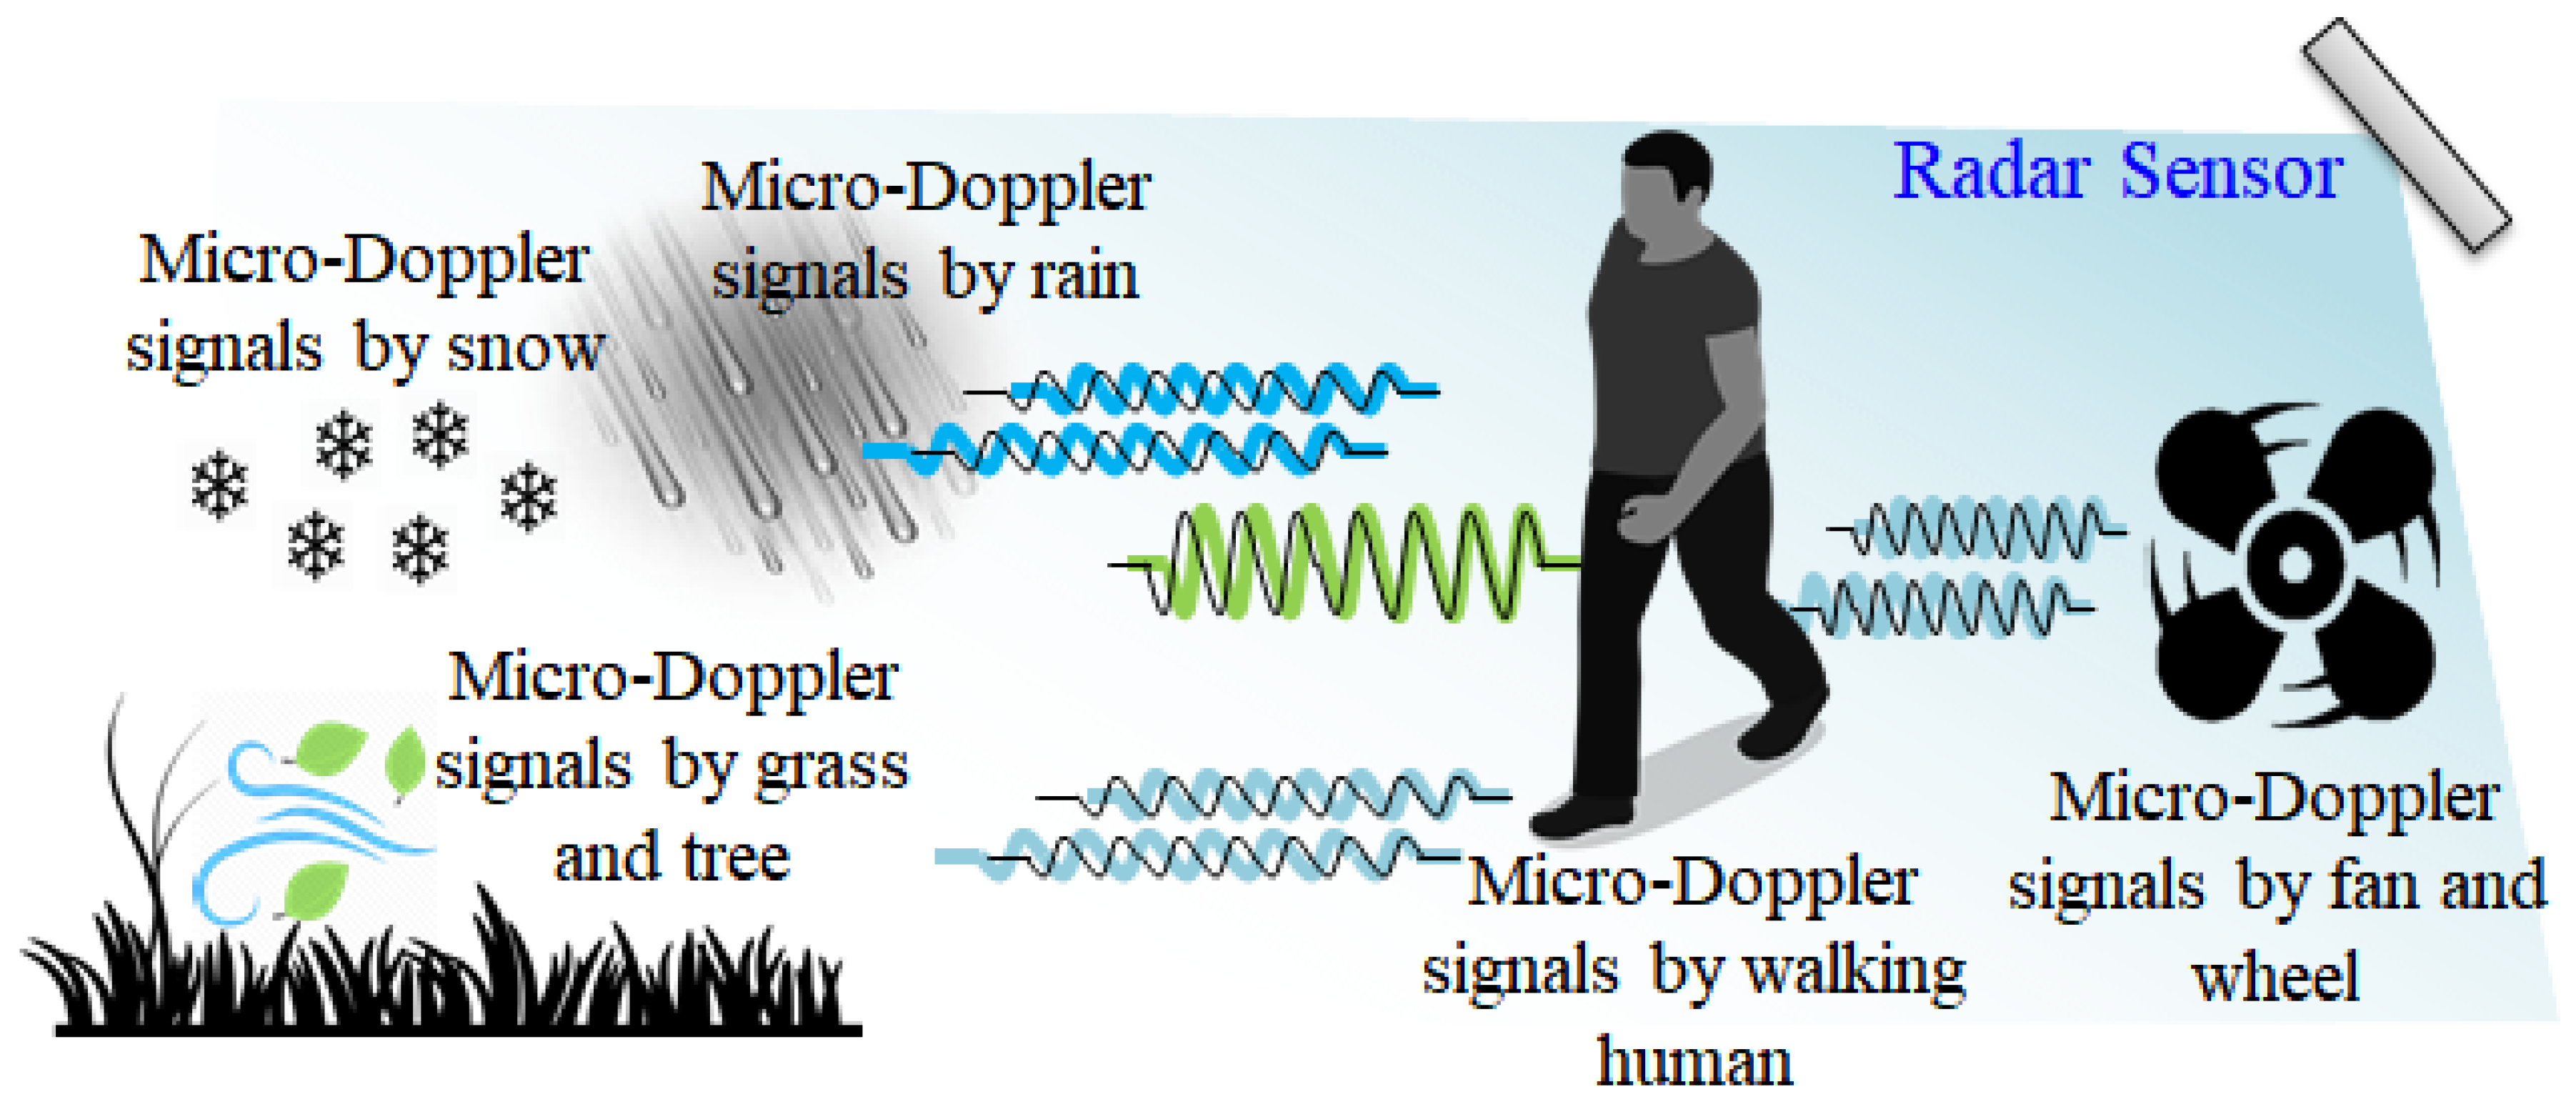 Radar Sensor
Micro-Doppler
signals by rain
Micro-Doppler
signals by snow
Micro-Doppler
signals by grass
and tree
Micro-Doppler
signals by walking
human
Micro-Doppler
signals by fan and
wheel